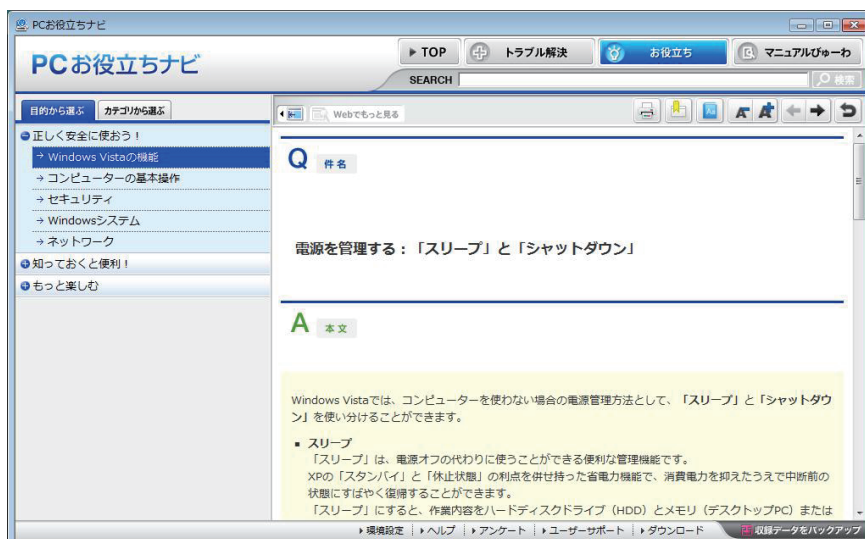 PCお役立ちナビ
PCお役立ちナビ
TOP
トラブル解決
お役立ち
マニュアルびゅーわ
SEARCH
検索
目的から選ぶ
カテゴリから選ぶ
Webでもっと見る
正しく安全に使おう！
→ Windows Vistaの機能
→ コンピューターの基本操作
→ セキュリティ
→ Windowsシステム
→ ネットワーク
知っておくと便利！
もっと楽しむ
Q 件名
電源を管理する：「スリープ」と「シャットダウン」
A 本文
Windows Vistaでは、コンピューターを使わない場合の電源管理方法として、「スリープ」と「シャットダウ
ン」を使い分けることができます。
■ スリープ
「スリープ」は、電源オフの代わりに使うことができる便利な管理機能です。
XPの「スタンバイ」と「休止状態」の利点を併せ持った省電力機能で、消費電力を抑えたうえで中断前の
状態にすばやく復帰することができます。
「スリープ」にすると、作業内容をハードディスクドライブ（HDD）とメモリ（デスクトップPC）または
環境設定
ヘルプ
アンケート
ユーザーサポート
ダウンロード
収録データをバックアップ